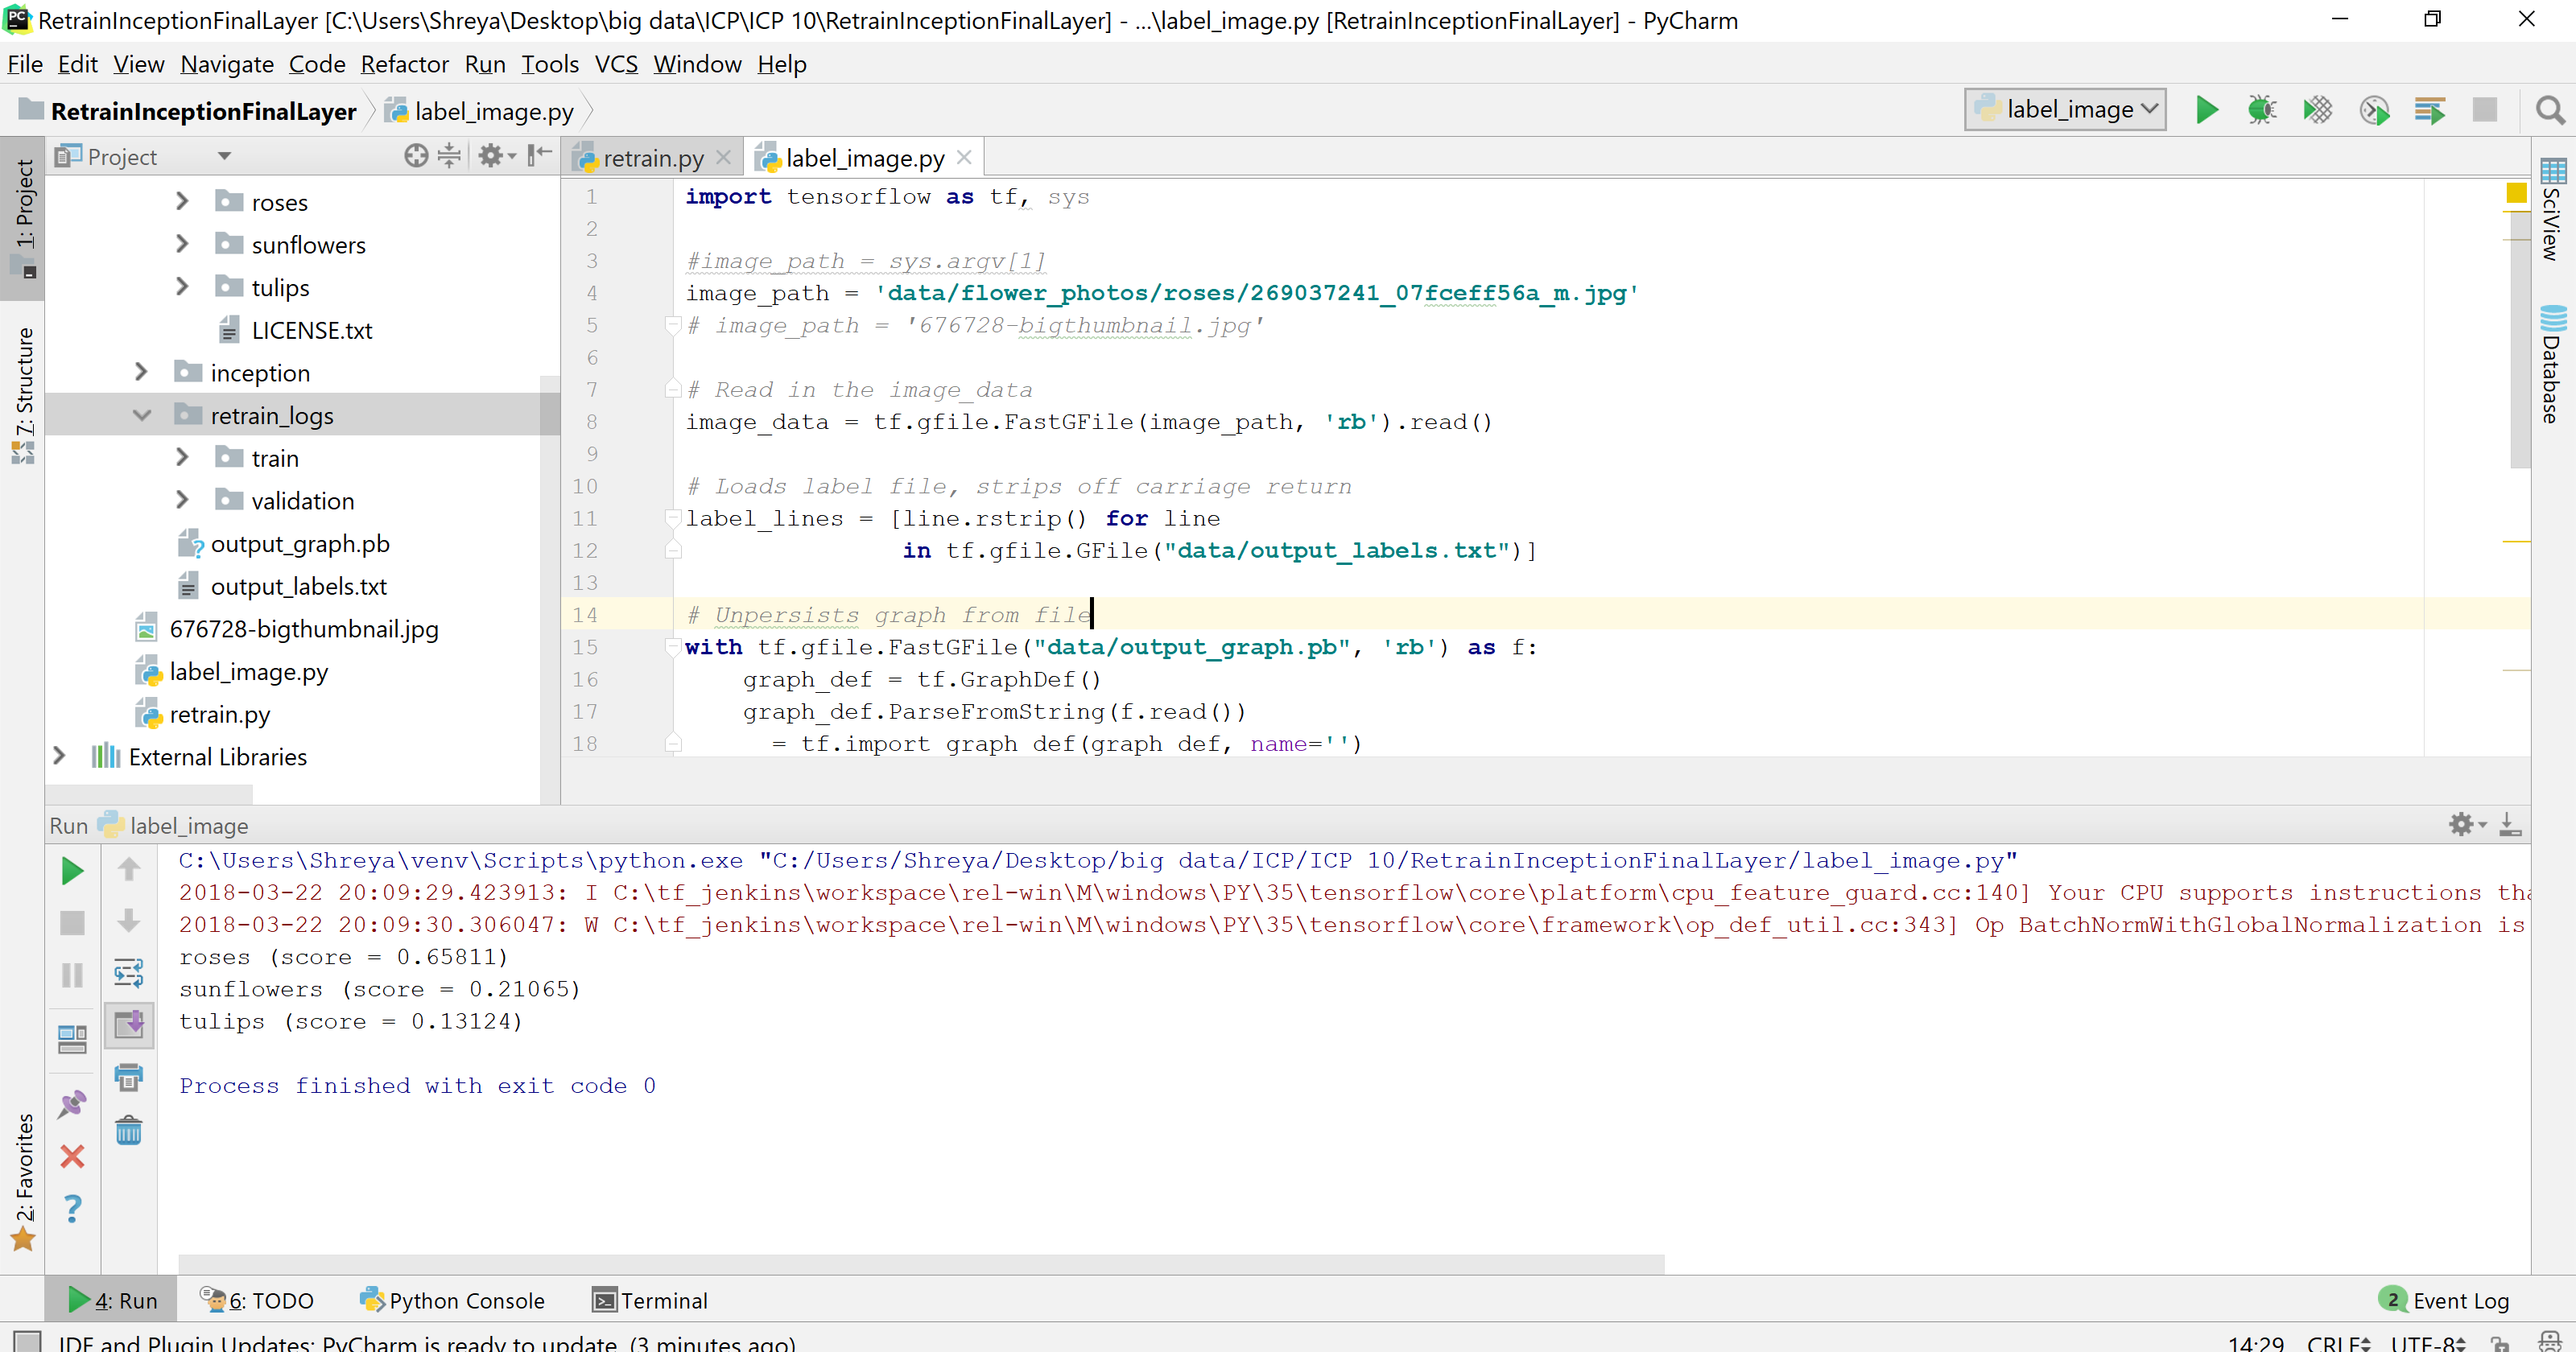 RetrainInceptionFinalLayer [C:\Users\Shreya\Desktop\big data\ICP\ICP 10\RetrainInceptionFinalLayer] - ...\label_image.py [RetrainInceptionFinalLayer] - PyCharm
File Edit View Navigate Code Refactor Run Tools VCS Window Help
RetrainInceptionFinalLayer label_image.py label_image
1: Project
7: Structure
2: Favorites
Project
roses
sunflowers
tulips
LICENSE.txt
inception
retrain_logs
train
validation
output_graph.pb
output_labels.txt
676728-bigthumbnail.jpg
label_image.py
retrain.py
External Libraries
retrain.py label_image.py
1 import tensorflow as tf, sys
2
3 #image_path = sys.argv[1]
4 image_path = 'data/flower_photos/roses/269037241_07fceff56a_m.jpg'
5 # image_path = '676728-bigthumbnail.jpg'
6
7 # Read in the image_data
8 image_data = tf.gfile.FastGFile(image_path, 'rb').read()
9
10 # Loads label file, strips off carriage return
11 label_lines = [line.rstrip() for line
12 in tf.gfile.GFile("data/output_labels.txt")]
13
14 # Unpersists graph from file
15 with tf.gfile.FastGFile("data/output_graph.pb", 'rb') as f:
16 graph_def = tf.GraphDef()
17 graph_def.ParseFromString(f.read())
18 = tf.import_graph_def(graph_def, name='')
SciView
Database
Run label_image
C:\Users\Shreya\venv\Scripts\python.exe "C:/Users/Shreya/Desktop/big data/ICP/ICP 10/RetrainInceptionFinalLayer/label_image.py"
2018-03-22 20:09:29.423913: I C:\tf_jenkins\workspace\rel-win\M\windows\PY\35\tensorflow\core\platform\cpu_feature_guard.cc:140] Your CPU supports instructions tha
2018-03-22 20:09:30.306047: W C:\tf_jenkins\workspace\rel-win\M\windows\PY\35\tensorflow\core\framework\op_def_util.cc:343] Op BatchNormWithGlobalNormalization is
roses (score = 0.65811)
sunflowers (score = 0.21065)
tulips (score = 0.13124)
Process finished with exit code 0
4: Run 6: TODO Python Console Terminal 2 Event Log
IDE and Plugin Updates: PyCharm is ready to update. (3 minutes ago) 14:29 CRLF UTF-8